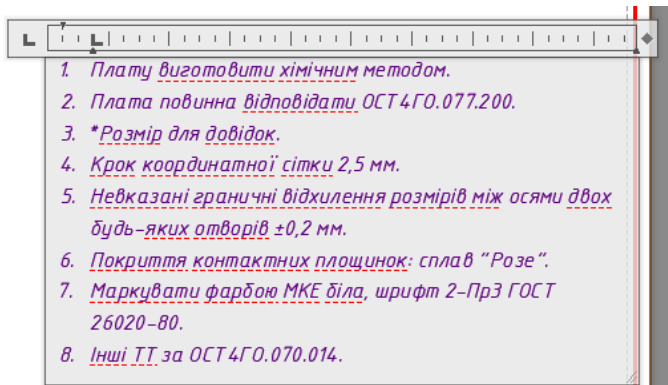 1. Плату виготовити хімічним методом.
2. Плата повинна відповідати ОСТ4ГО.077.200.
3. *Розмір для довідок.
4. Крок координатної сітки 2,5 мм.
5. Невказані граничні відхилення розмірів між осями двох
будь-яких отворів ±0,2 мм.
6. Покриття контактних площинок: сплав "Розе".
7. Маркувати фарбою МКЕ біла, шрифт 2-Пр3 ГОСТ
26020-80.
8. Інші ТТ за ОСТ4ГО.070.014.